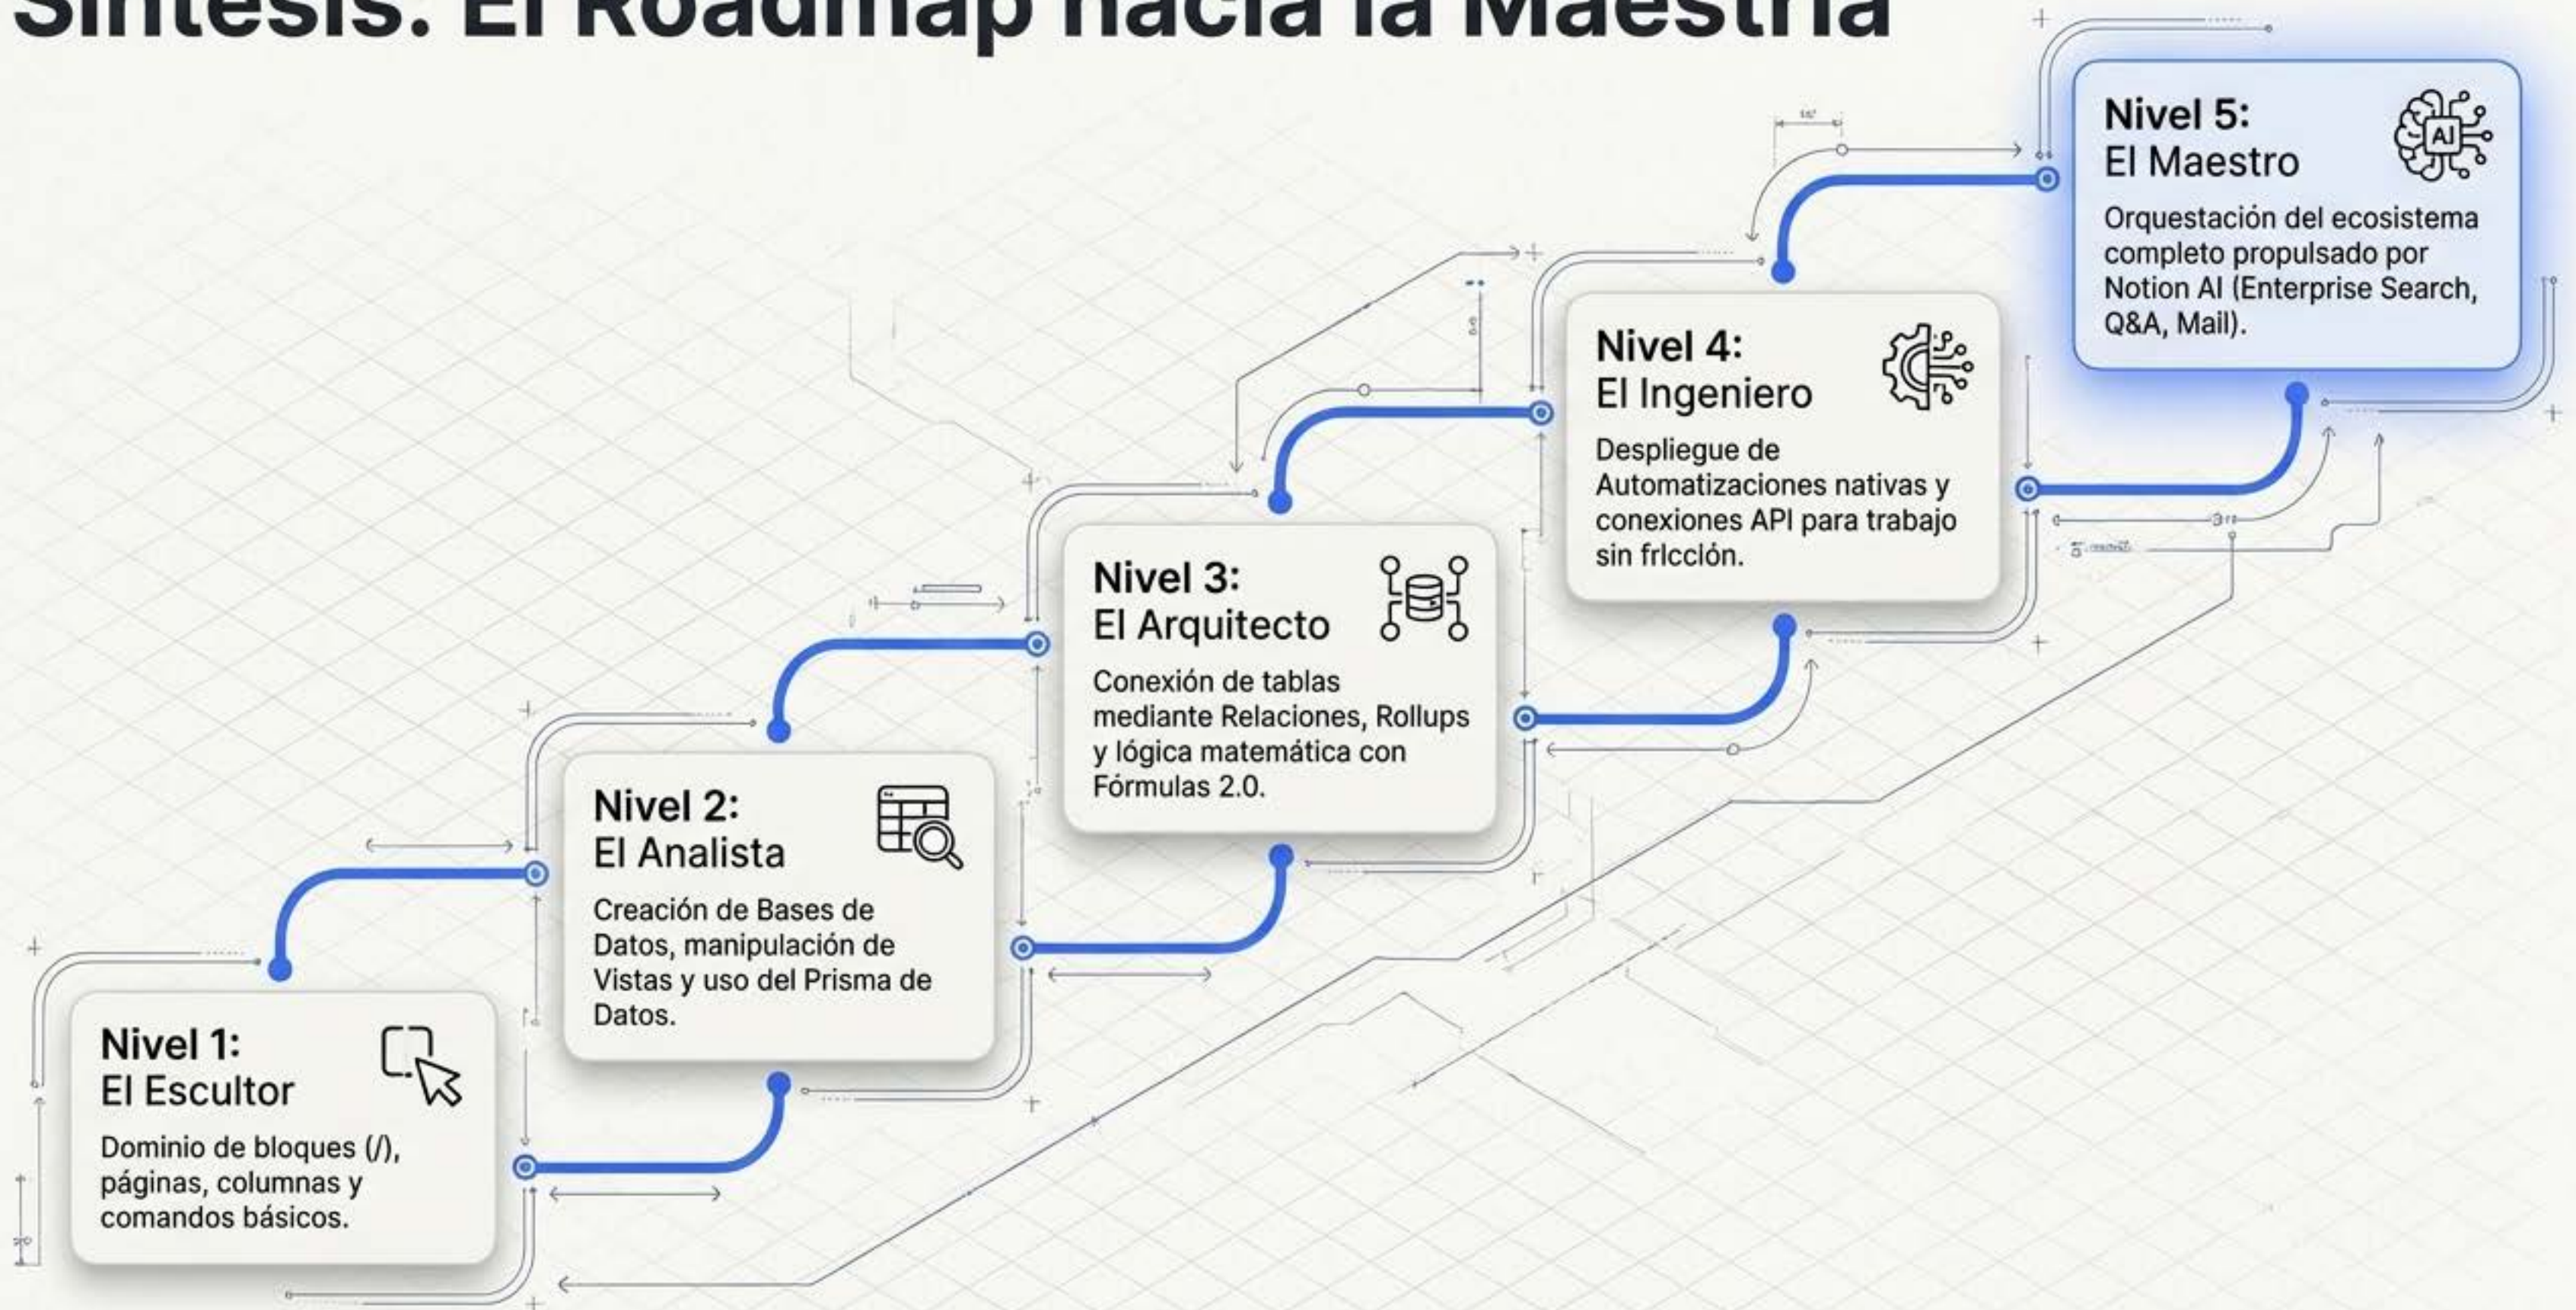 Síntesis: El Roadmap hacia la Maestría
Nivel 5:
El Maestro
AI
Orquestación del ecosistema
completo propulsado por
Notion AI (Enterprise Search,
Q&A, Mail).
Nivel 4:
El Ingeniero
Despliegue de
Automatizaciones nativas y
conexiones API para trabajo
sin frlcción.
Nivel 3:
El Arquitecto
Conexión de tablas
mediante Relaciones, Rollups
y lógica matemática con
Fórmulas 2.0.
Nivel 2:
El Analista
Creación de Bases de
Datos, manipulación de
Vistas y uso del Prisma de
Datos.
Nivel 1:
El Escultor
Dominio de bloques (/),
páginas, columnas y
comandos básicos.